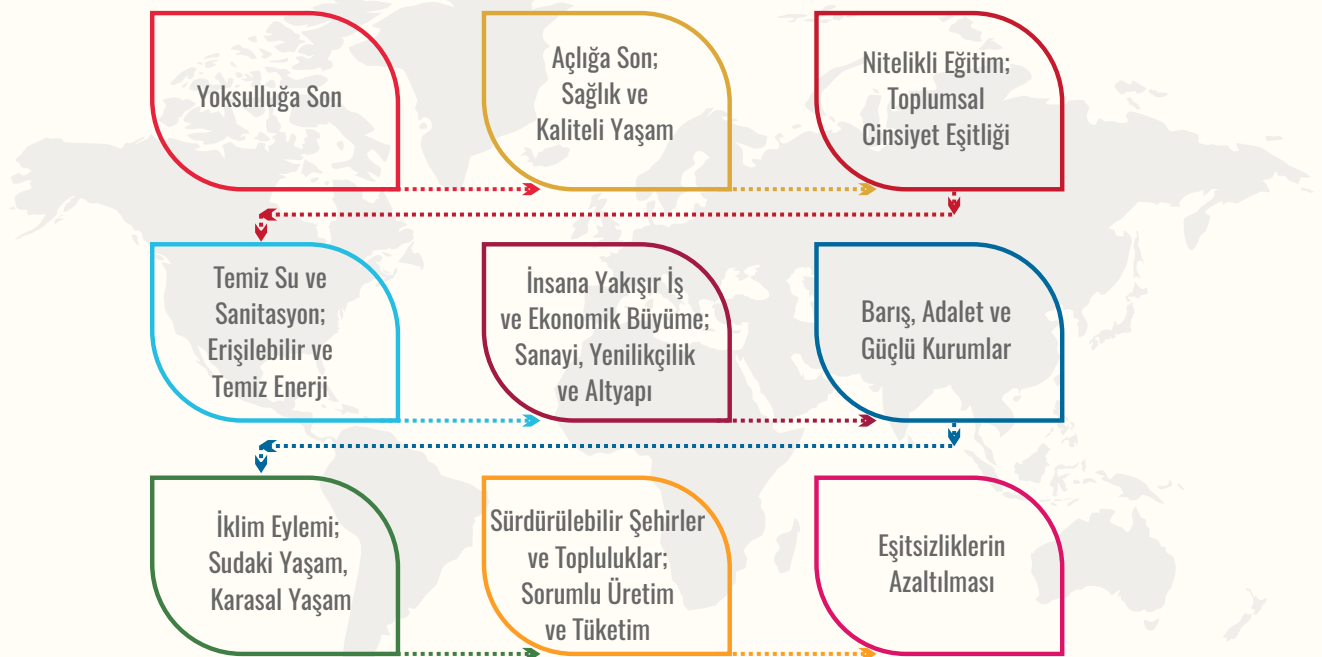 Yoksulluğa Son
Açlığa Son;
Sağlık ve
Kaliteli Yaşam
Nitelikli Eğitim;
Toplumsal
Cinsiyet Eşitliği
Temiz Su ve
Sanitasyon;
Erişilebilir ve
Temiz Enerji
İnsana Yakışır İş
ve Ekonomik Büyüme;
Sanayi, Yenilikçilik
ve Altyapı
Barış, Adalet ve
Güçlü Kurumlar
İklim Eylemi;
Sudaki Yaşam,
Karasal Yaşam
Sürdürülebilir Şehirler
ve Topluluklar;
Sorumlu Üretim
ve Tüketim
Eşitsizliklerin
Azaltılması